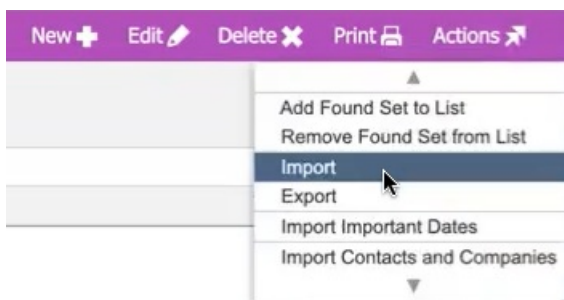 New Edit Delete Print Actions
Add Found Set to List
Remove Found Set from List
Import
Export
Import Important Dates
Import Contacts and Companies